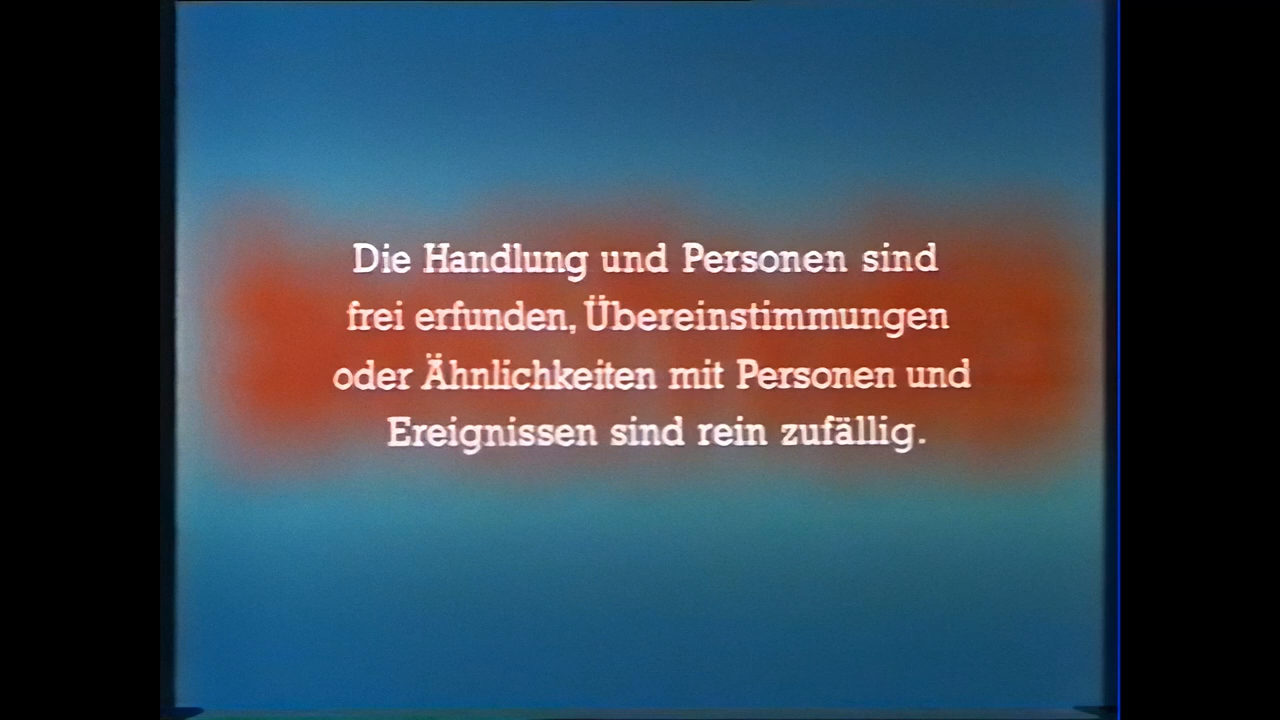 Die Handlung und Personen sind
frei erfunden, Übereinstimmungen
oder Ähnlichkeiten mit Personen und
Ereignissen sind rein zufällig.